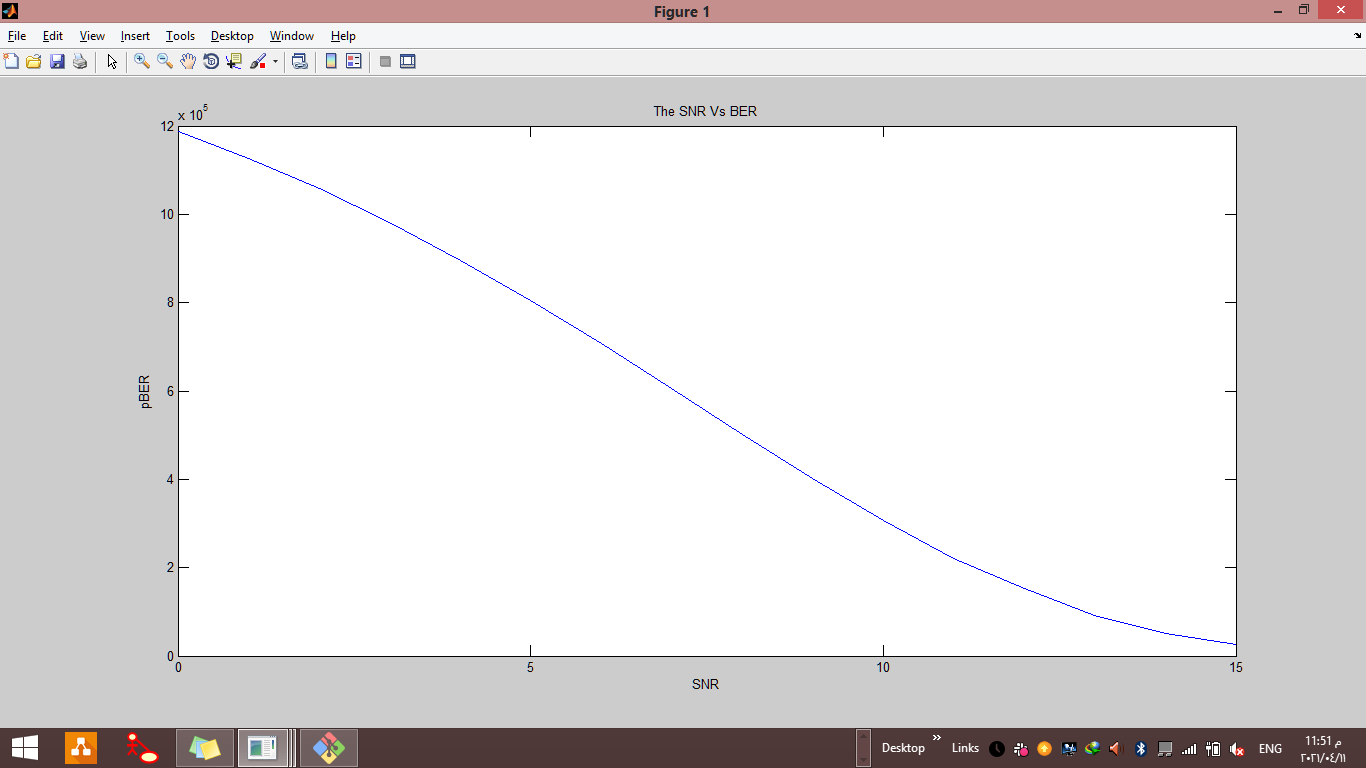 Figure 1
File Edit View Insert Tools Desktop Window Help
x 10^5
The SNR Vs BER
12
10
8
6
4
2
0
pBER
0 5 10 15
SNR
Desktop » Links ENG
11:51 م
٢٠٢١/٠٤/١١